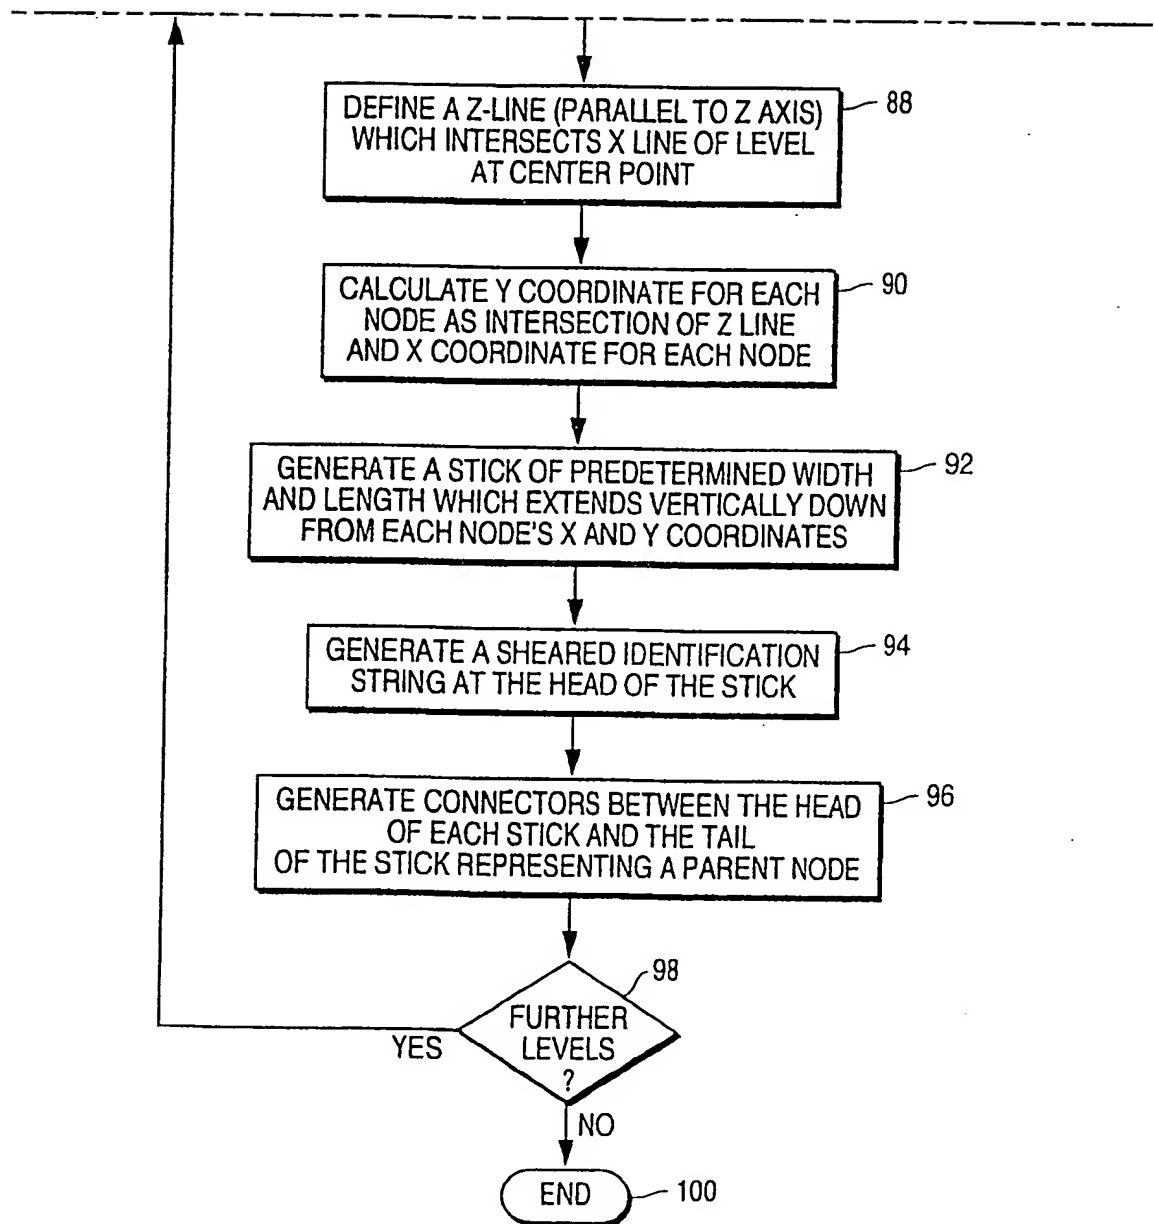 DEFINE A Z-LINE (PARALLEL TO Z AXIS)
WHICH INTERSECTS X LINE OF LEVEL
AT CENTER POINT
88
CALCULATE Y COORDINATE FOR EACH
NODE AS INTERSECTION OF Z LINE
AND X COORDINATE FOR EACH NODE
90
GENERATE A STICK OF PREDETERMINED WIDTH
AND LENGTH WHICH EXTENDS VERTICALLY DOWN
FROM EACH NODE'S X AND Y COORDINATES
92
GENERATE A SHEARED IDENTIFICATION
STRING AT THE HEAD OF THE STICK
94
GENERATE CONNECTORS BETWEEN THE HEAD
OF EACH STICK AND THE TAIL
OF THE STICK REPRESENTING A PARENT NODE
96
FURTHER
LEVELS
?
98
YES
NO
END
100